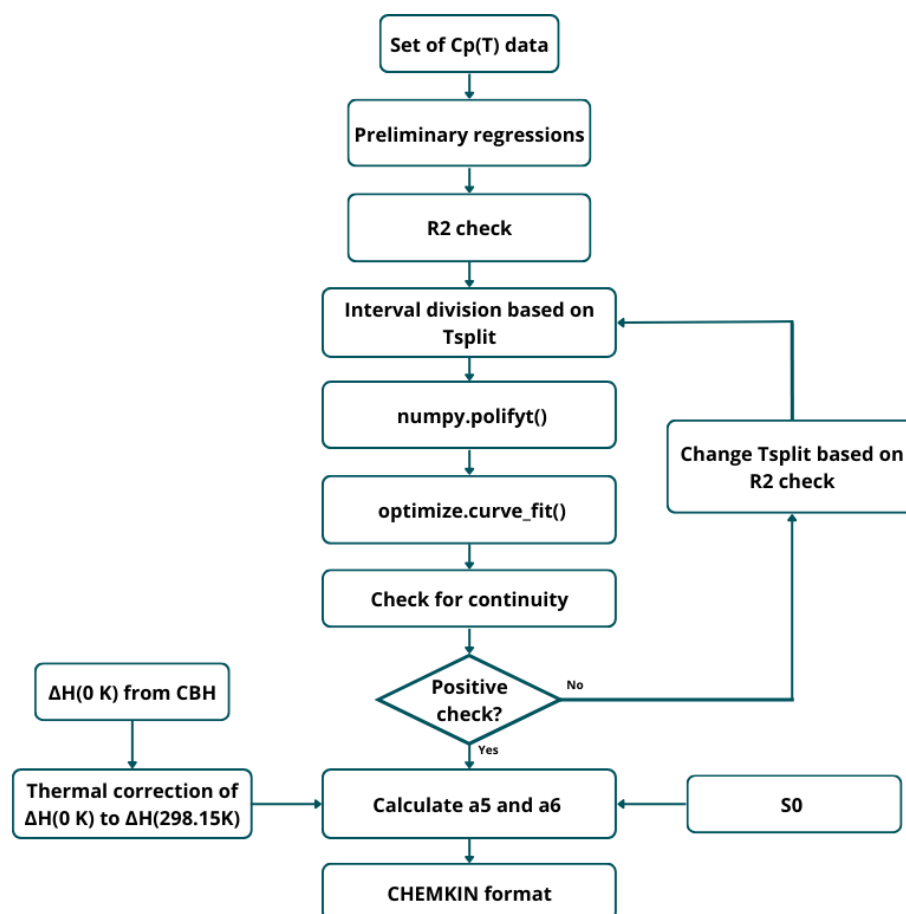 Set of Cp(T) data
Preliminary regressions
R2 check
Interval division based on
Tsplit
numpy.polifyt()
Change Tsplit based on
R2 check
optimize.curve_fit()
Check for continuity
Positive
check?
No
Yes
ΔH(0 K) from CBH
Thermal correction of
ΔH(0 K) to ΔH(298.15K)
Calculate a5 and a6
S0
CHEMKIN format